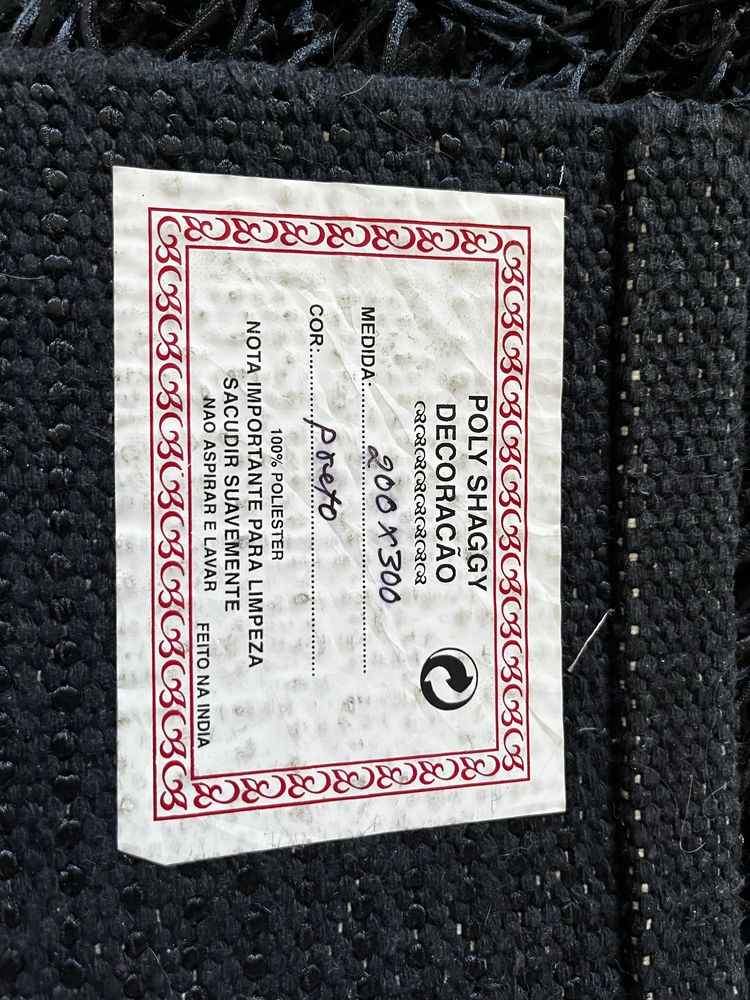 POLY SHAGGY
DECORACÃO
MEDIDA: 200 x 300
COR: preto
100% POLIESTER
NOTA IMPORTANTE PARA LIMPEZA
SACUDIR SUAVEMENTE
NAO ASPIRAR E LAVAR FEITO NA INDIA